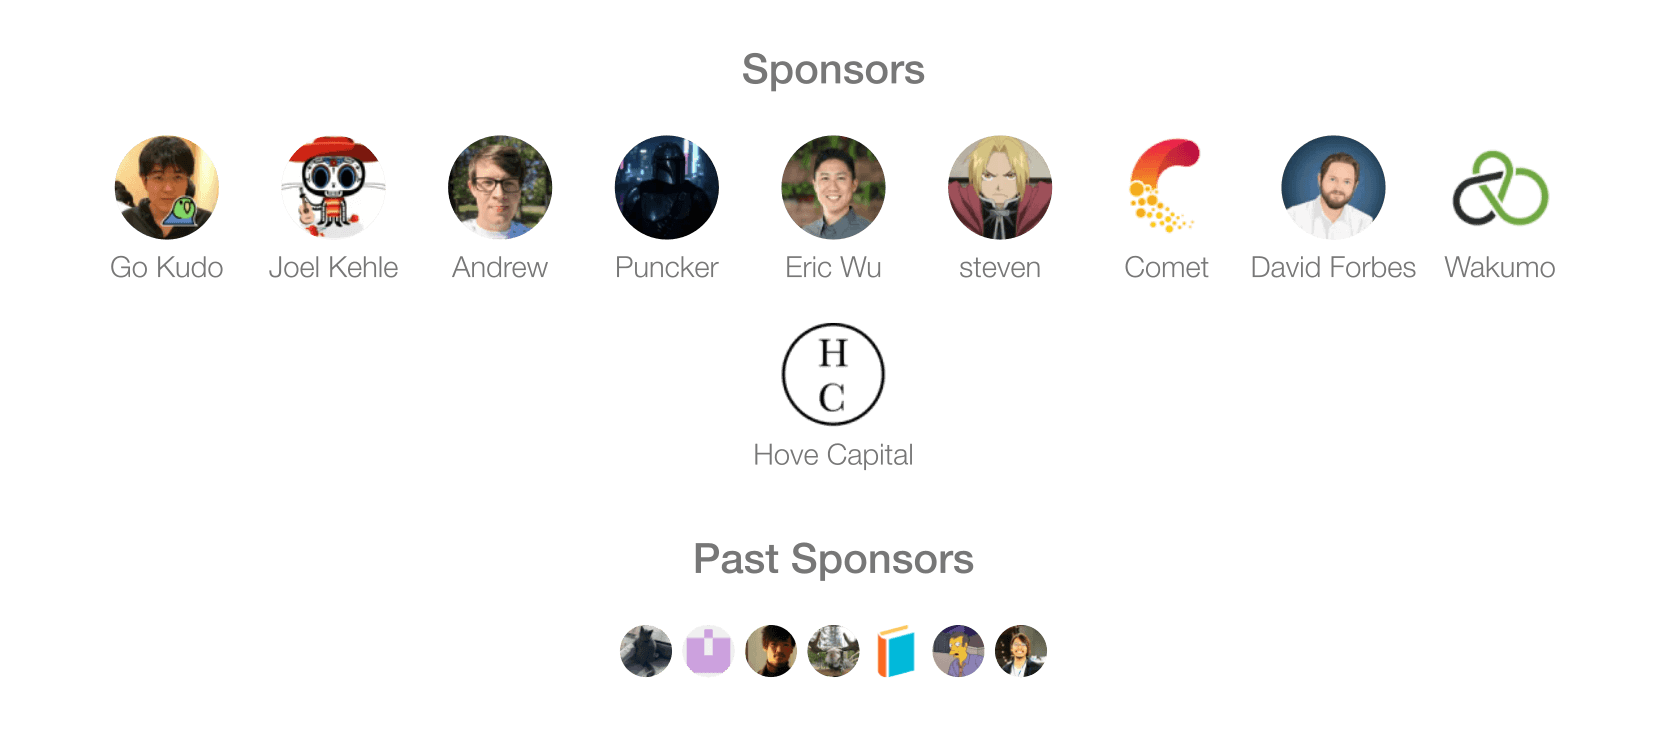 Sponsors
Go Kudo Joel Kehle Andrew Puncker Eric Wu steven Comet David Forbes Wakumo
H
C
Hove Capital
Past Sponsors